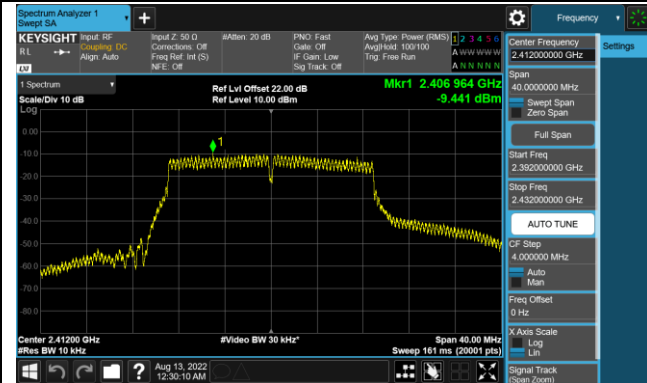 Spectrum Analyzer 1
Swept SA
+
Frequency
KEYSIGHT Input: RF
RL Coupling: DC
Align: Auto
Input Z: 50 Ω
Corrections: Off
Freq Ref: Int (S)
NFE: Off
#Atten: 20 dB
PNO: Fast
Gate: Off
IF Gain: Low
Sig Track: Off
Avg Type: Power (RMS)
Avg|Hold: 100/100
Trig: Free Run
1 2 3 4 5 6
A W W W W W
A N N N N N
1 Spectrum
Scale/Div 10 dB
Log
Ref Lvl Offset 22.00 dB
Ref Level 10.00 dBm
Mkr1 2.406 964 GHz
-9.441 dBm
1
0.00
-10.0
-20.0
-30.0
-40.0
-50.0
-60.0
-70.0
-80.0
Center 2.41200 GHz
#Res BW 10 kHz
#Video BW 30 kHz*
Span 40.00 MHz
Sweep 161 ms (20001 pts)
Aug 13, 2022
12:30:10 AM
?
Center Frequency
2.412000000 GHz
Settings
Span
40.0000000 MHz
Swept Span
Zero Span
Full Span
Start Freq
2.392000000 GHz
Stop Freq
2.432000000 GHz
AUTO TUNE
CF Step
4.000000 MHz
Auto
Man
Freq Offset
0 Hz
X Axis Scale
Log
Lin
Signal Track
(Span Zoom)